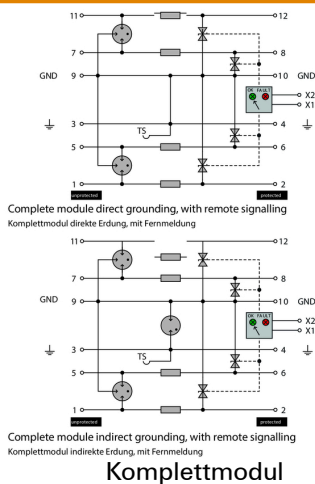 11 12
7 8
GND 9 10 GND
OK FAULT
X2
X1
3 4
TS
5 6
1 2
unprotected protected
Complete module direct grounding, with remote signalling
Komplettmodul direkte Erdung, mit Fernmeldung
11 12
7 8
GND 9 10 GND
OK FAULT
X2
X1
3 4
TS
5 6
1 2
unprotected protected
Complete module indirect grounding, with remote signalling
Komplettmodul indirekte Erdung, mit Fernmeldung
Komplettmodul